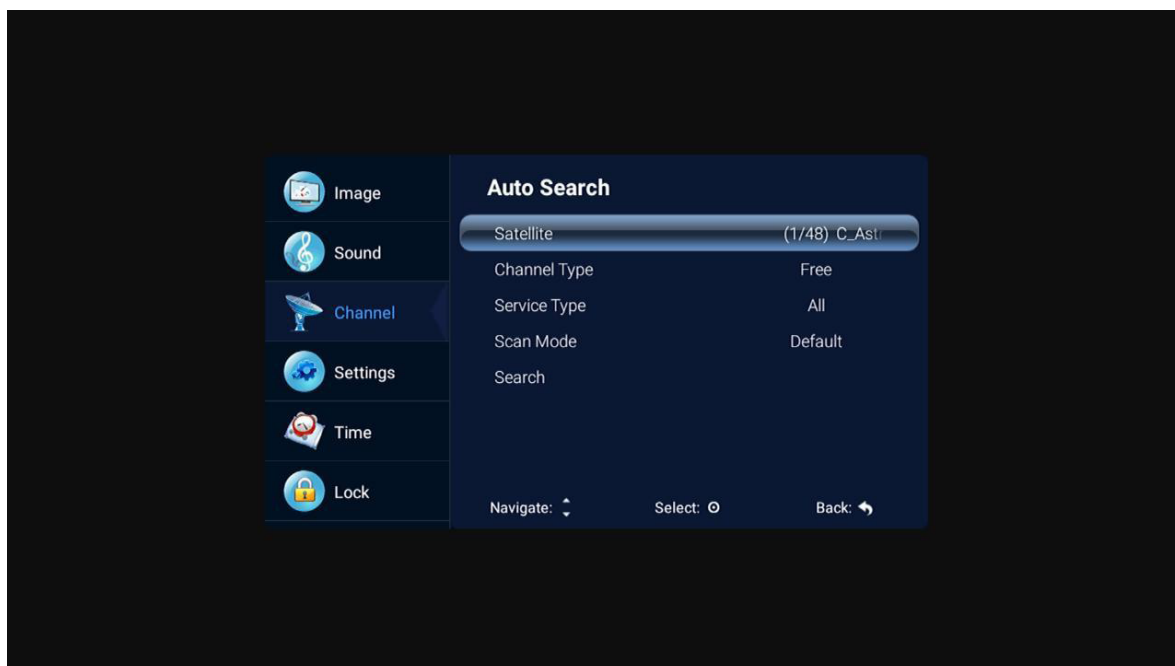 Image
Sound
Channel
Settings
Time
Lock
Auto Search
Satellite (1/48) C_Ast
Channel Type Free
Service Type All
Scan Mode Default
Search
Navigate: Select: Back: